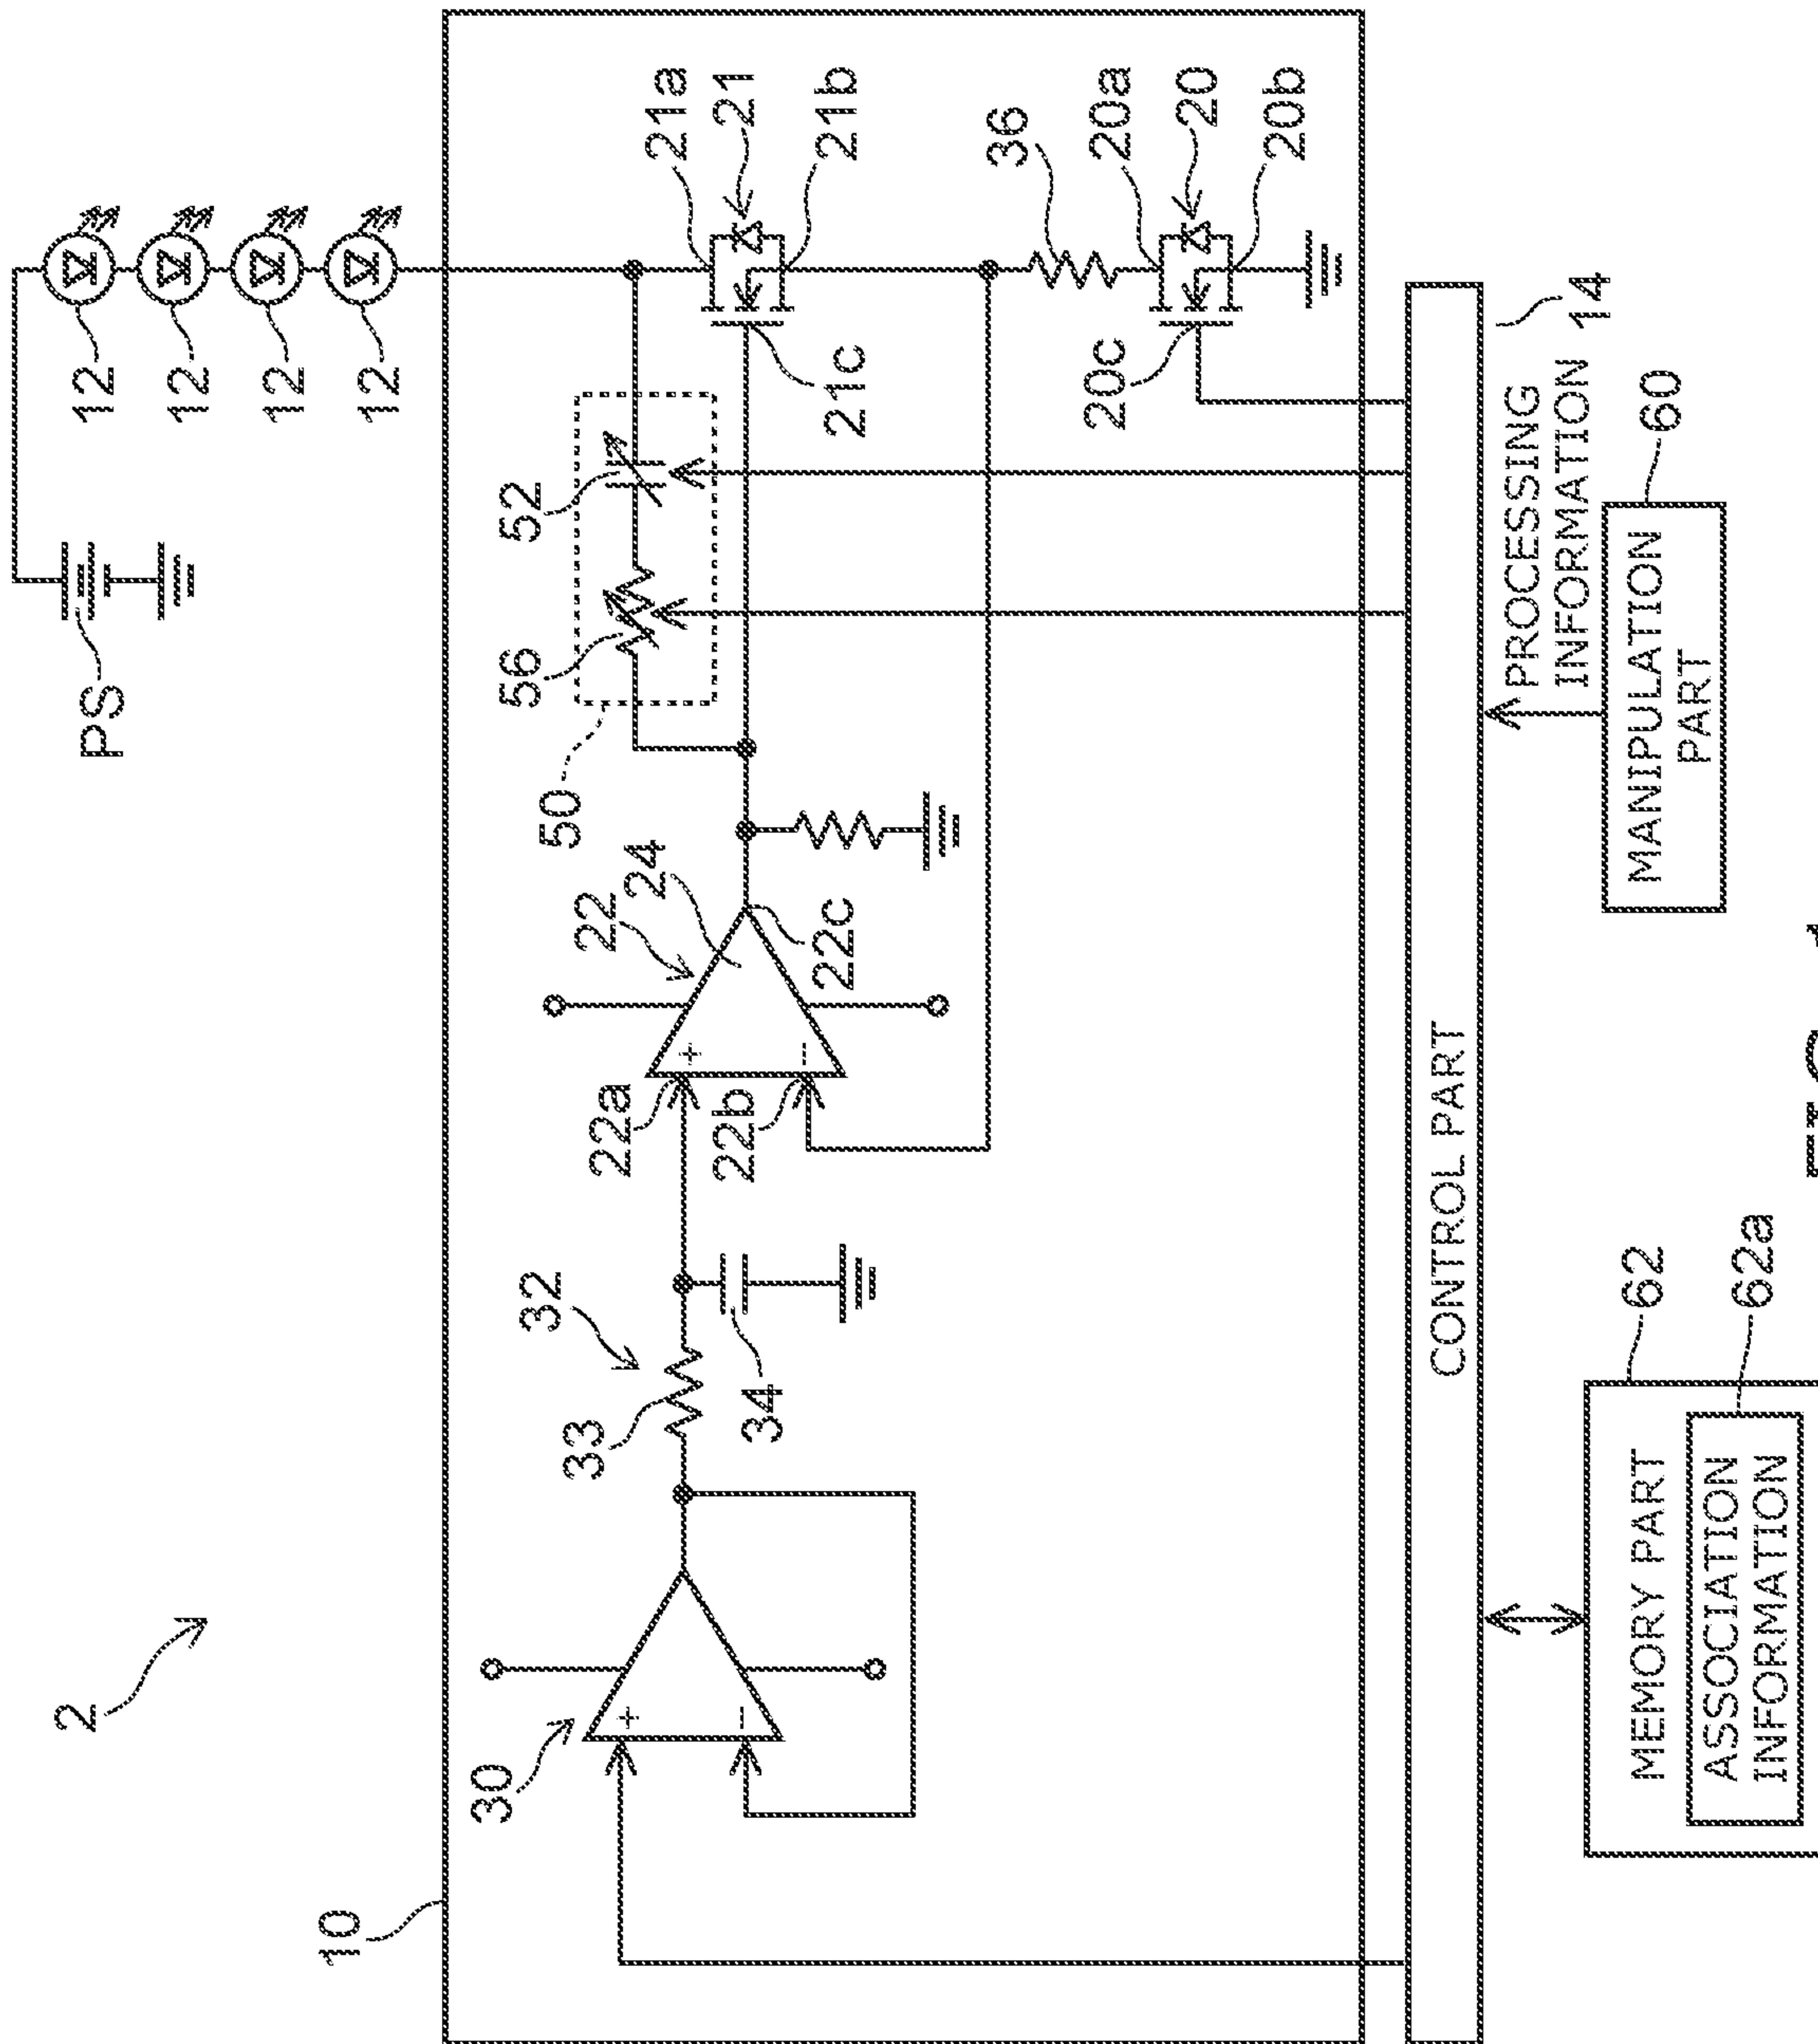 2
10
PS
12
12
12
12
30
33
32
34
+
−
22a
22b
22
24
22c
+
−
50
56
52
21a
21
21b
21c
36
20a
20
20b
20c
CONTROL PART
14
PROCESSING
INFORMATION
MANIPULATION
PART
60
MEMORY PART
62
ASSOCIATION
INFORMATION
62a